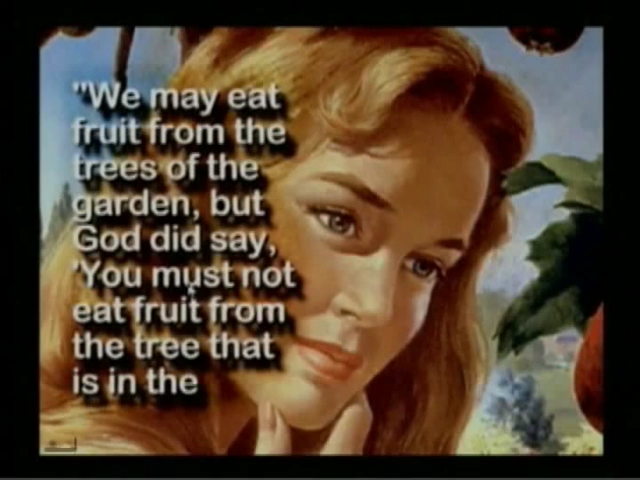 "We may eat
fruit from the
trees of the
garden, but
God did say,
'You must not
eat fruit from
the tree that
is in the